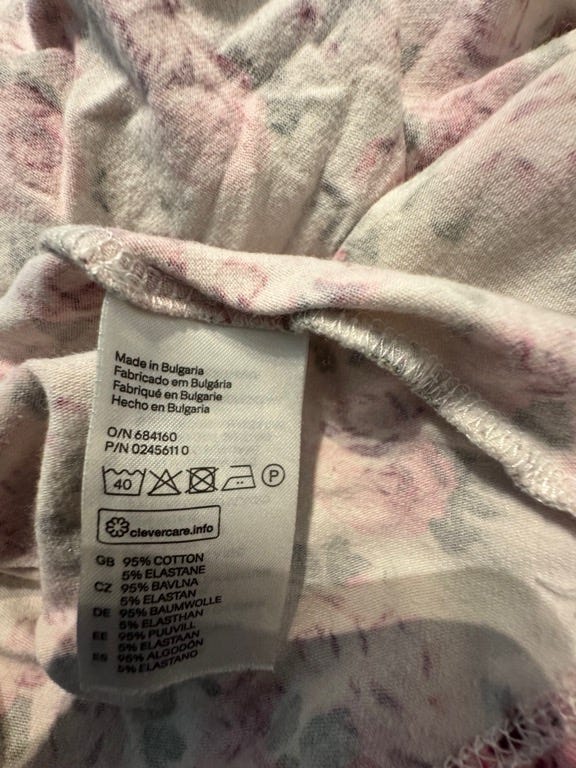 Made in Bulgaria
Fabricado em Bulgária
Fabriqué en Bulgarie
Hecho en Bulgaria
O/N 684160
P/N 0245611 0
40 P
clevercare.info
GB 95% COTTON
5% ELASTANE
CZ 95% BAVLNA
5% ELASTAN
DE 95% BAUMWOLLE
5% ELASTHAN
EE 95% PUUVILL
5% ELASTAAN
ES 95% ALGODÓN
5% ELASTANO